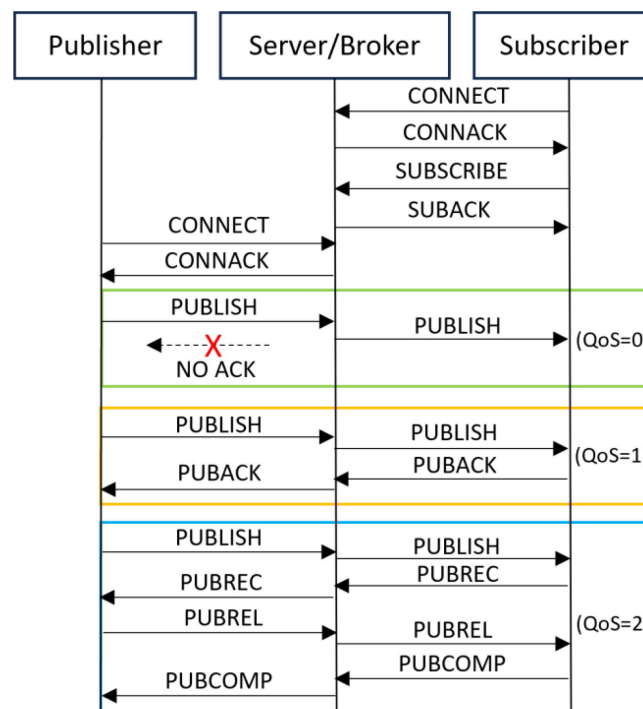 Publisher
Server/Broker
Subscriber
CONNECT
CONNACK
SUBSCRIBE
SUBACK
CONNECT
CONNACK
PUBLISH
PUBLISH
(QoS=0
X
NO ACK
PUBLISH
PUBLISH
(QoS=1
PUBACK
PUBACK
PUBLISH
PUBLISH
PUBREC
PUBREC
PUBREL
PUBREL
(QoS=2
PUBCOMP
PUBCOMP